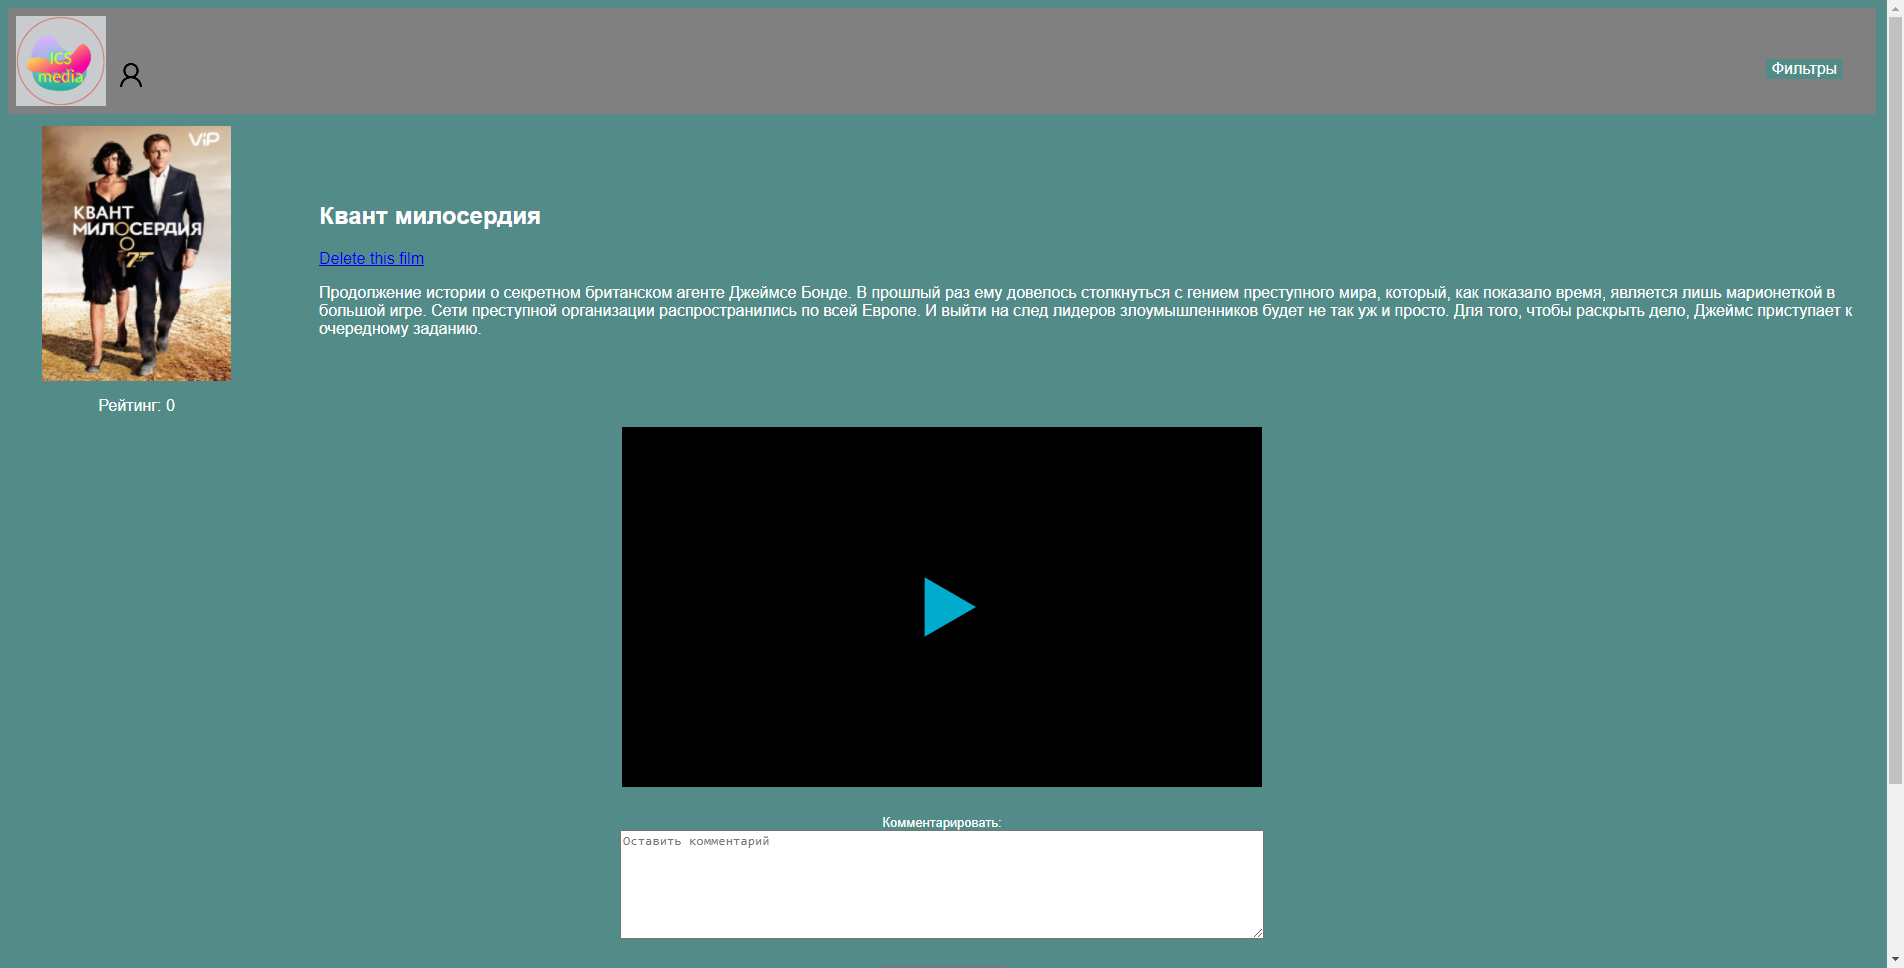 ICS
media
Фильтры
ViP
КВАНТ
МИЛОСЕРДИЯ
007
Рейтинг: 0
Квант милосердия
Delete this film
Продолжение истории о секретном британском агенте Джеймсе Бонде. В прошлый раз ему довелось столкнуться с гением преступного мира, который, как показало время, является лишь марионеткой в
большой игре. Сети преступной организации распространились по всей Европе. И выйти на след лидеров злоумышленников будет не так уж и просто. Для того, чтобы раскрыть дело, Джеймс приступает к
очередному заданию.
Комментарировать:
Оставить комментарий